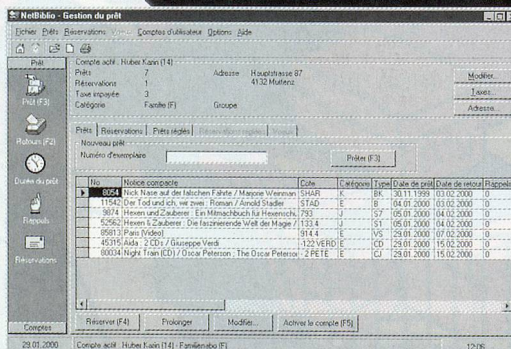 NetBiblio - Gestion du prêt
Fichier Prêts Réservations Comptes d'utilisateur Options Aide
Prêt
Prêt (F3)
Retours (F2)
Durée du prêt
Rappels
Réservations
Comptes
Compte actif : Huber Karin (14)
Prêts 7 Adresse Hauptstrasse 87
Réservations 1 4132 Muttenz
Taxe impayée 3
Catégorie Famille (F) Groupe
Modifier...
Taxes...
Adresse...
Prêts Réservations Prêts réglés Réservations réglées
Nouveau prêt
Numéro d'exemplaire Prêter (F3)
No Notice compacte Cote Catégorie Type Date de prêt Date de retour Rappels
8054 Nick Nase auf der falschen Fährte / Marjorie Weinman SHAR K BK 30.11.1999 03.02.2000 0
11542 Der Tod und ich, wir zwei : Roman / Arnold Stadler STAD E B 04.01.2000 03.02.2000 0
9874 Hexen und Zauberer : Ein Mitmachbuch für Hexenschu 793 J S7 05.01.2000 04.02.2000 0
52562 Hexen & Zauberer : Die faszinierende Welt der Magie / 133.4 J S1 05.01.2000 04.02.2000 0
85813 Paris (Video) 914.4 E VS 29.01.2000 07.02.2000 0
45315 Aida : 2 CDs / Giuseppe Verdi -122 VERD E CD 29.01.2000 15.02.2000 0
80034 Night Train (CD) / Oscar Peterson ; The Oscar Peterson - 2 PETE E CJ 29.01.2000 15.02.2000 0
Réserver (F4) Prolonger Modifier... Activer le compte (F5)
29.01.2000 Compte actif : Huber Karin (14) - Familienabo (F) 12:06